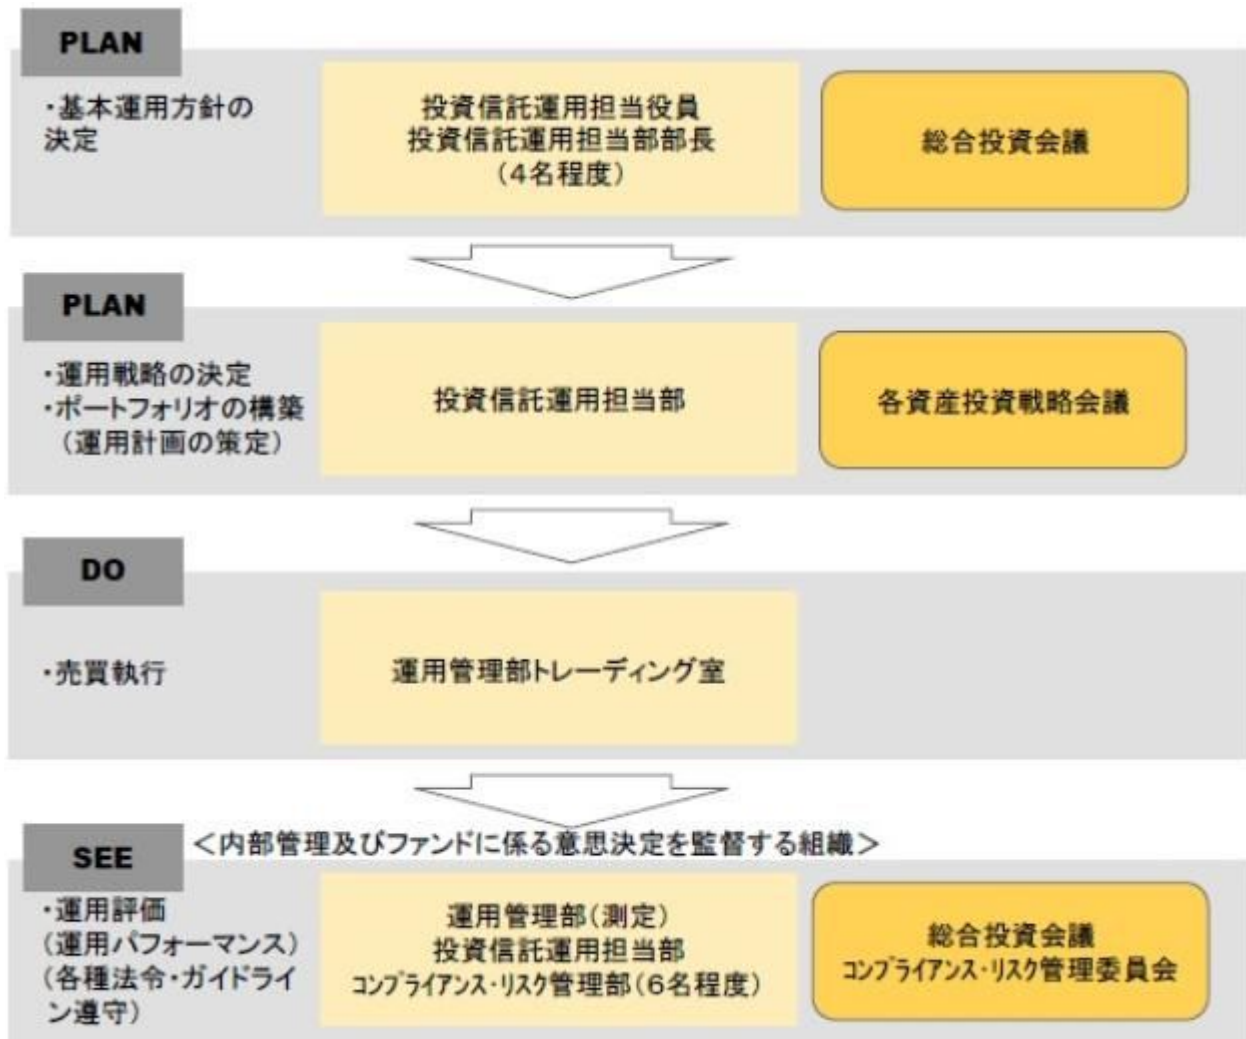 PLAN
・基本運用方針の
決定
投資信託運用担当役員
投資信託運用担当部部長
（4名程度）
総合投資会議
PLAN
・運用戦略の決定
・ポートフォリオの構築
（運用計画の策定）
投資信託運用担当部
各資産投資戦略会議
DO
・売買執行
運用管理部トレーディング室
SEE
＜内部管理及びファンドに係る意思決定を監督する組織＞
・運用評価
（運用パフォーマンス）
（各種法令・ガイドライ
ン遵守）
運用管理部（測定）
投資信託運用担当部
ｺﾝﾌﾟﾗｲｱﾝｽ・ﾘｽｸ管理部（６名程度）
総合投資会議
ｺﾝﾌﾟﾗｲｱﾝｽ・ﾘｽｸ管理委員会